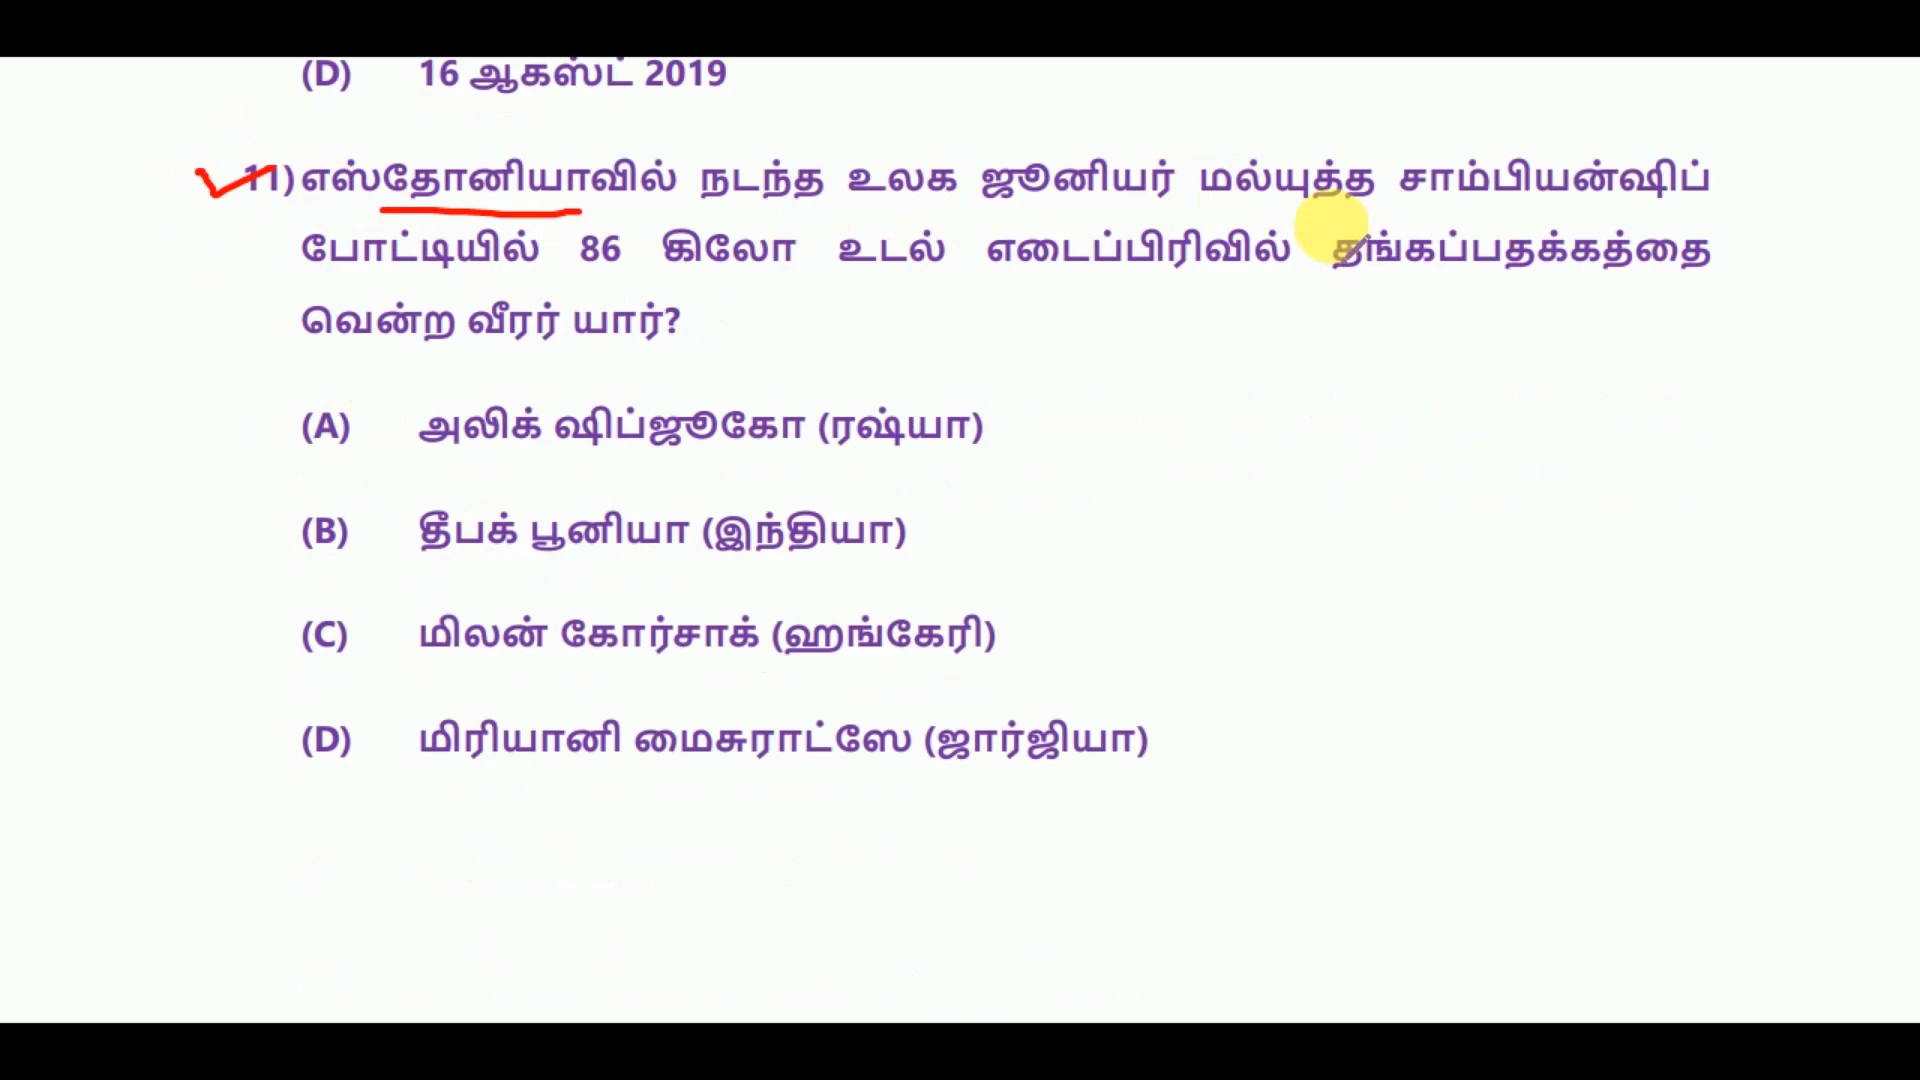 (D) 16 ஆகஸ்ட் 2019
11) எஸ்தோனியாவில் நடந்த உலக ஜூனியர் மல்யுத்த சாம்பியன்ஷிப்
போட்டியில் 86 கிலோ உடல் எடைப்பிரிவில் தங்கப்பதக்கத்தை
வென்ற வீரர் யார்?
(A) அலிக் ஷிப்ஜூகோ (ரஷ்யா)
(B) தீபக் பூனியா (இந்தியா)
(C) மிலன் கோர்சாக் (ஹங்கேரி)
(D) மிரியானி மைசுராட்ஸே (ஜார்ஜியா)